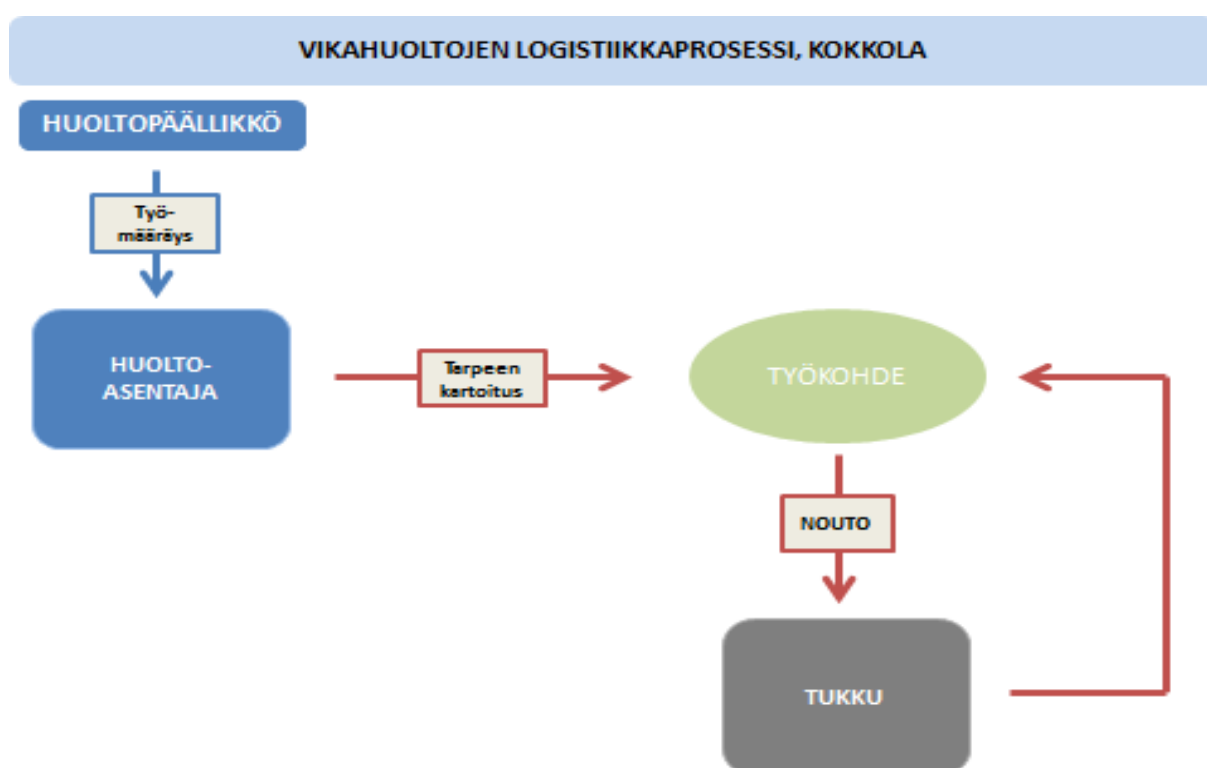 VIKAHUOLTOJEN LOGISTIIKKAPROSESSI, KOKKOLA
HUOLTOPÄÄLLIKKÖ
Työ-
määräys
HUOLTO-
ASENTAJA
Tarpeen
kartoitus
TYÖKOHDE
NOUTO
TUKKU